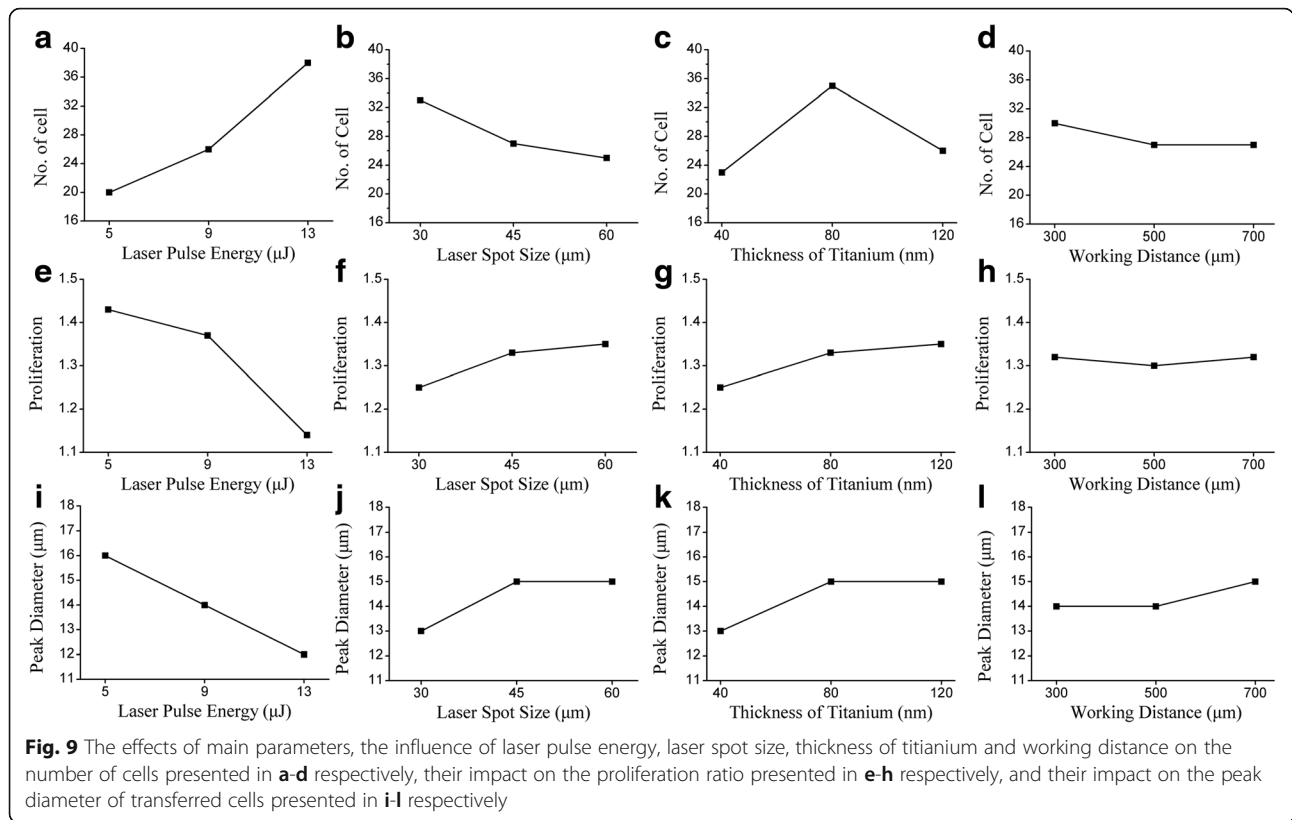 a
40
36
32
28
24
20
16
No. of cell
5 9 13
Laser Pulse Energy (μJ)
b
40
36
32
28
24
20
16
No. of Cell
30 45 60
Laser Spot Size (μm)
c
40
36
32
28
24
20
16
No. of Cell
40 80 120
Thickness of Titanium (nm)
d
40
36
32
28
24
20
16
No. of Cell
300 500 700
Working Distance (μm)
e
1.5
1.4
1.3
1.2
1.1
Proliferation
5 9 13
Laser Pulse Energy (μJ)
f
1.5
1.4
1.3
1.2
1.1
Proliferation
30 45 60
Laser Spot Size (μm)
g
1.5
1.4
1.3
1.2
1.1
Proliferation
40 80 120
Thickness of Titanium (nm)
h
1.5
1.4
1.3
1.2
1.1
Proliferation
300 500 700
Working Distance (μm)
i
18
17
16
15
14
13
12
11
Peak Diameter (μm)
5 9 13
Laser Pulse Energy (μJ)
j
18
17
16
15
14
13
12
11
Peak Diameter (μm)
30 45 60
Laser Spot Size (μm)
k
18
17
16
15
14
13
12
11
Peak Diameter (μm)
40 80 120
Thickness of Titanium (nm)
l
18
17
16
15
14
13
12
11
Peak Diameter (μm)
300 500 700
Working Distance (μm)
Fig. 9 The effects of main parameters, the influence of laser pulse energy, laser spot size, thickness of titianium and working distance on the
number of cells presented in a-d respectively, their impact on the proliferation ratio presented in e-h respectively, and their impact on the peak
diameter of transferred cells presented in i-l respectively